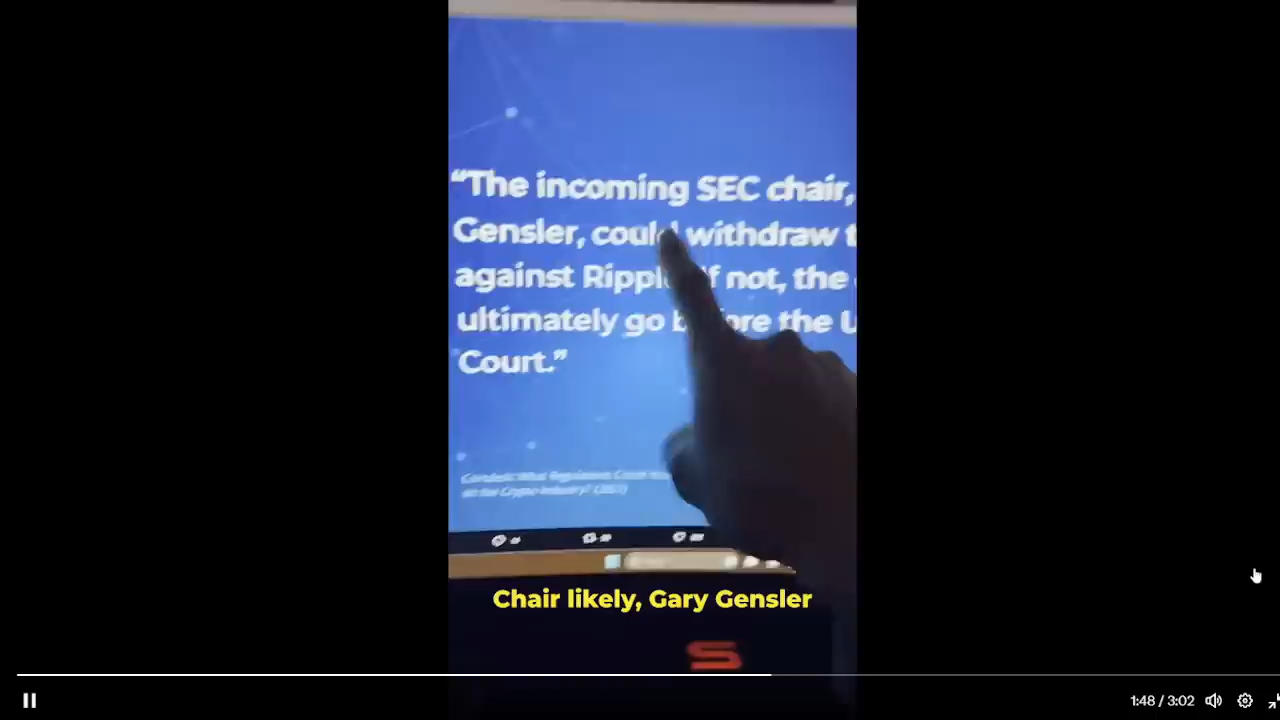 “The incoming SEC chair,
Gensler, could withdraw t
against Ripple. If not, the
ultimately go before the U
Court.”
Chair likely, Gary Gensler
S
1:48 / 3:02